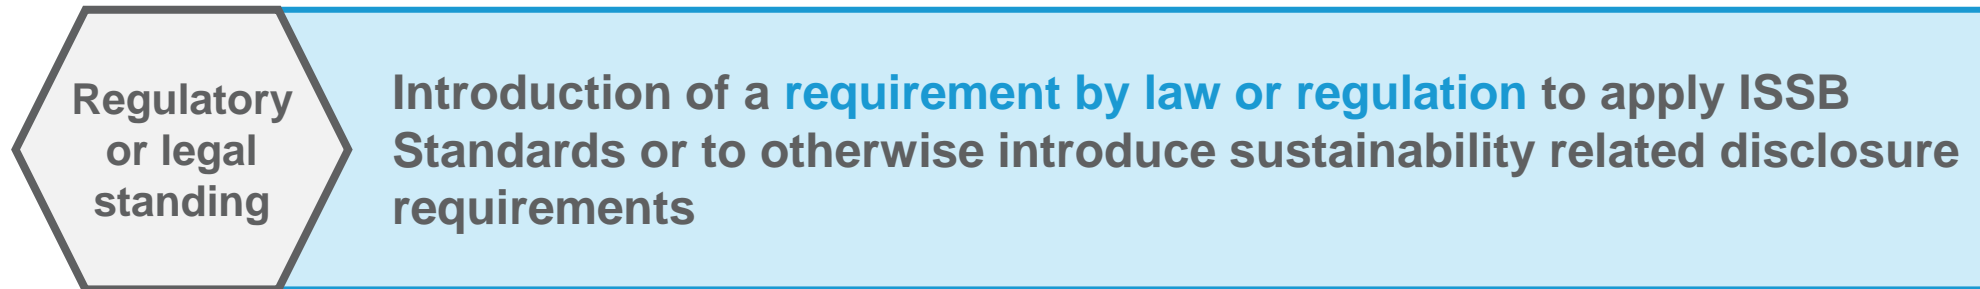 Regulatory
or legal
standing
Introduction of a requirement by law or regulation to apply ISSB
Standards or to otherwise introduce sustainability related disclosure
requirements